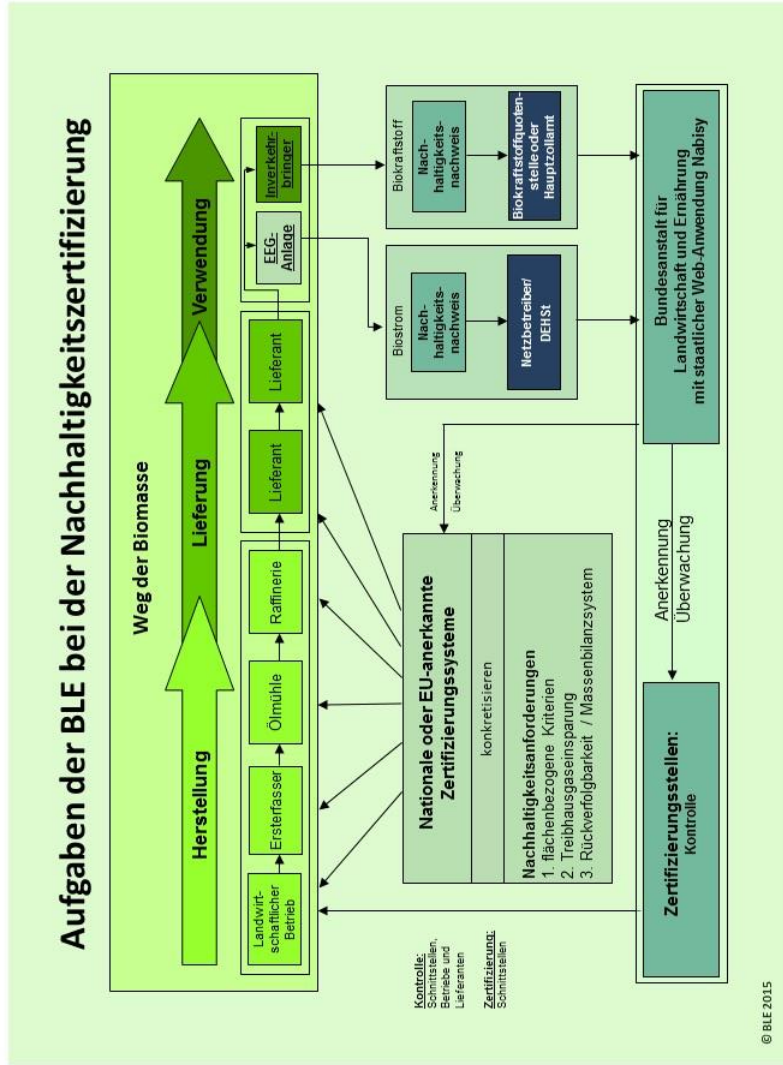 Aufgaben der BLE bei der Nachhaltigkeitszertifizierung
Weg der Biomasse
Herstellung
Lieferung
Verwendung
Landwirt-
schaftlicher
Betrieb
Ersterfasser
Ölmühle
Raffinerie
Lieferant
Lieferant
EEG-
Anlage
Inverkehr-
bringer
Kontrolle:
Schnittstellen,
Betriebe und
Lieferanten
Zertifizierung:
Schnittstellen
Nationale oder EU-anerkannte
Zertifizierungssysteme
konkretisieren
Nachhaltigkeitsanforderungen
1. flächenbezogene Kriterien
2. Treibhausgaseinsparung
3. Rückverfolgbarkeit / Massenbilanzsystem
Anerkennung
Überwachung
Biostrom
Nach-
haltigkeits-
nachweis
Netzbetreiber/
DEHSt
Biokraftstoff
Nach-
haltigkeits-
nachweis
Biokraftstoffquoten-
stelle oder
Hauptzollamt
Zertifizierungsstellen:
Kontrolle
Anerkennung
Überwachung
Bundesanstalt für
Landwirtschaft und Ernährung
mit staatlicher Web-Anwendung Nabisy
© BLE 2015